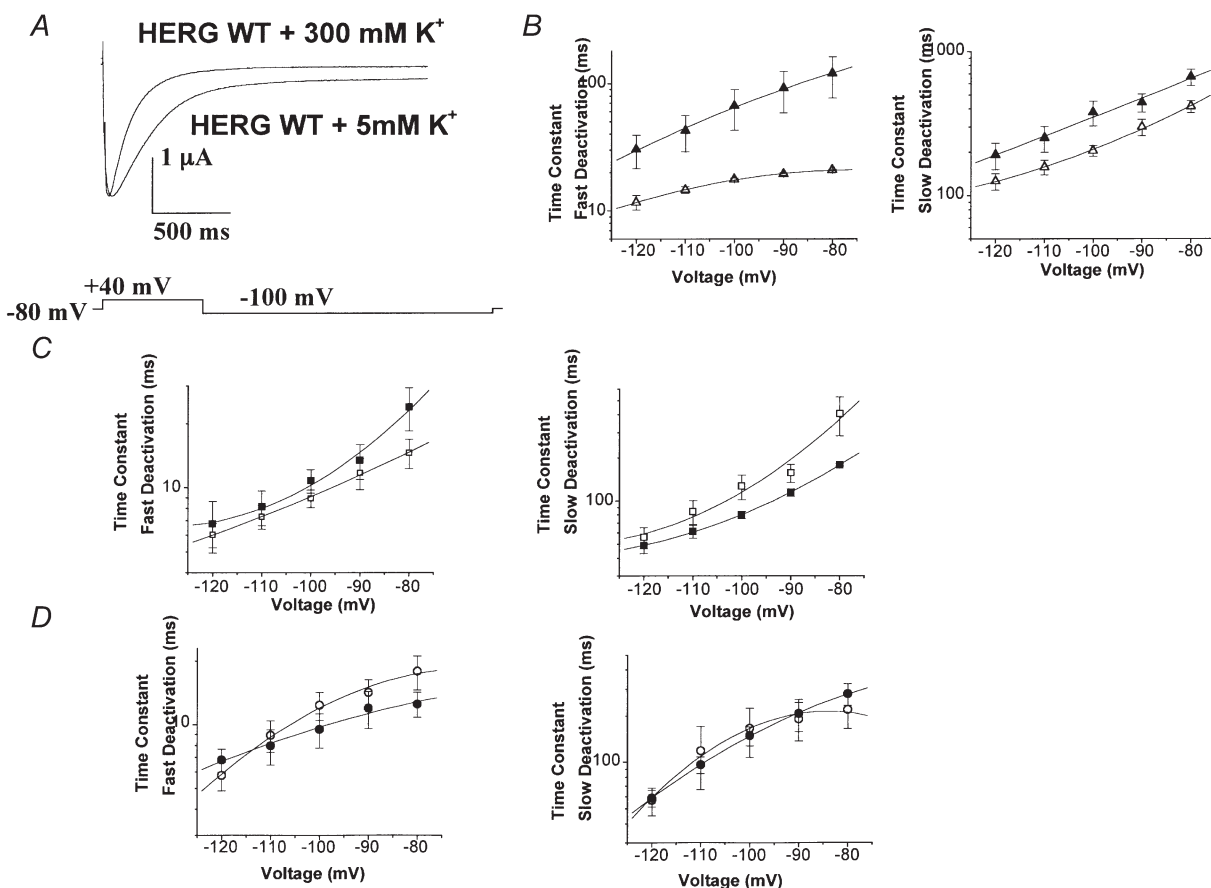 A
HERG WT + 300 mM K+
HERG WT + 5mM K+
1 µA
500 ms
+40 mV
-80 mV
-100 mV
B
Time Constant
Fast Deactivation (ms)
100
10
-120 -110 -100 -90 -80
Voltage (mV)
Time Constant
Slow Deactivation (ms)
1000
100
-120 -110 -100 -90 -80
Voltage (mV)
C
Time Constant
Fast Deactivation (ms)
10
-120 -110 -100 -90 -80
Voltage (mV)
Time Constant
Slow Deactivation (ms)
100
-120 -110 -100 -90 -80
Voltage (mV)
D
Time Constant
Fast Deactivation (ms)
10
-120 -110 -100 -90 -80
Voltage (mV)
Time Constant
Slow Deactivation (ms)
100
-120 -110 -100 -90 -80
Voltage (mV)